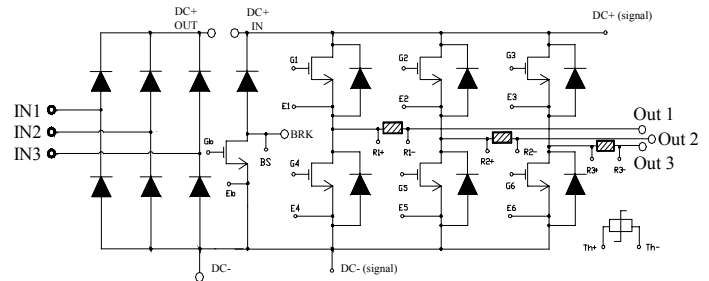 DC+
OUT
DC+
IN
DC+ (signal)
G1
G2
G3
IN1
IN2
IN3
E1
E2
E3
BRK
Out 1
Out 2
Out 3
R1+
R1-
R2+
R2-
R3+
R3-
BS
G4
G5
G6
E4
E5
E6
Th+
Th-
DC-
DC- (signal)